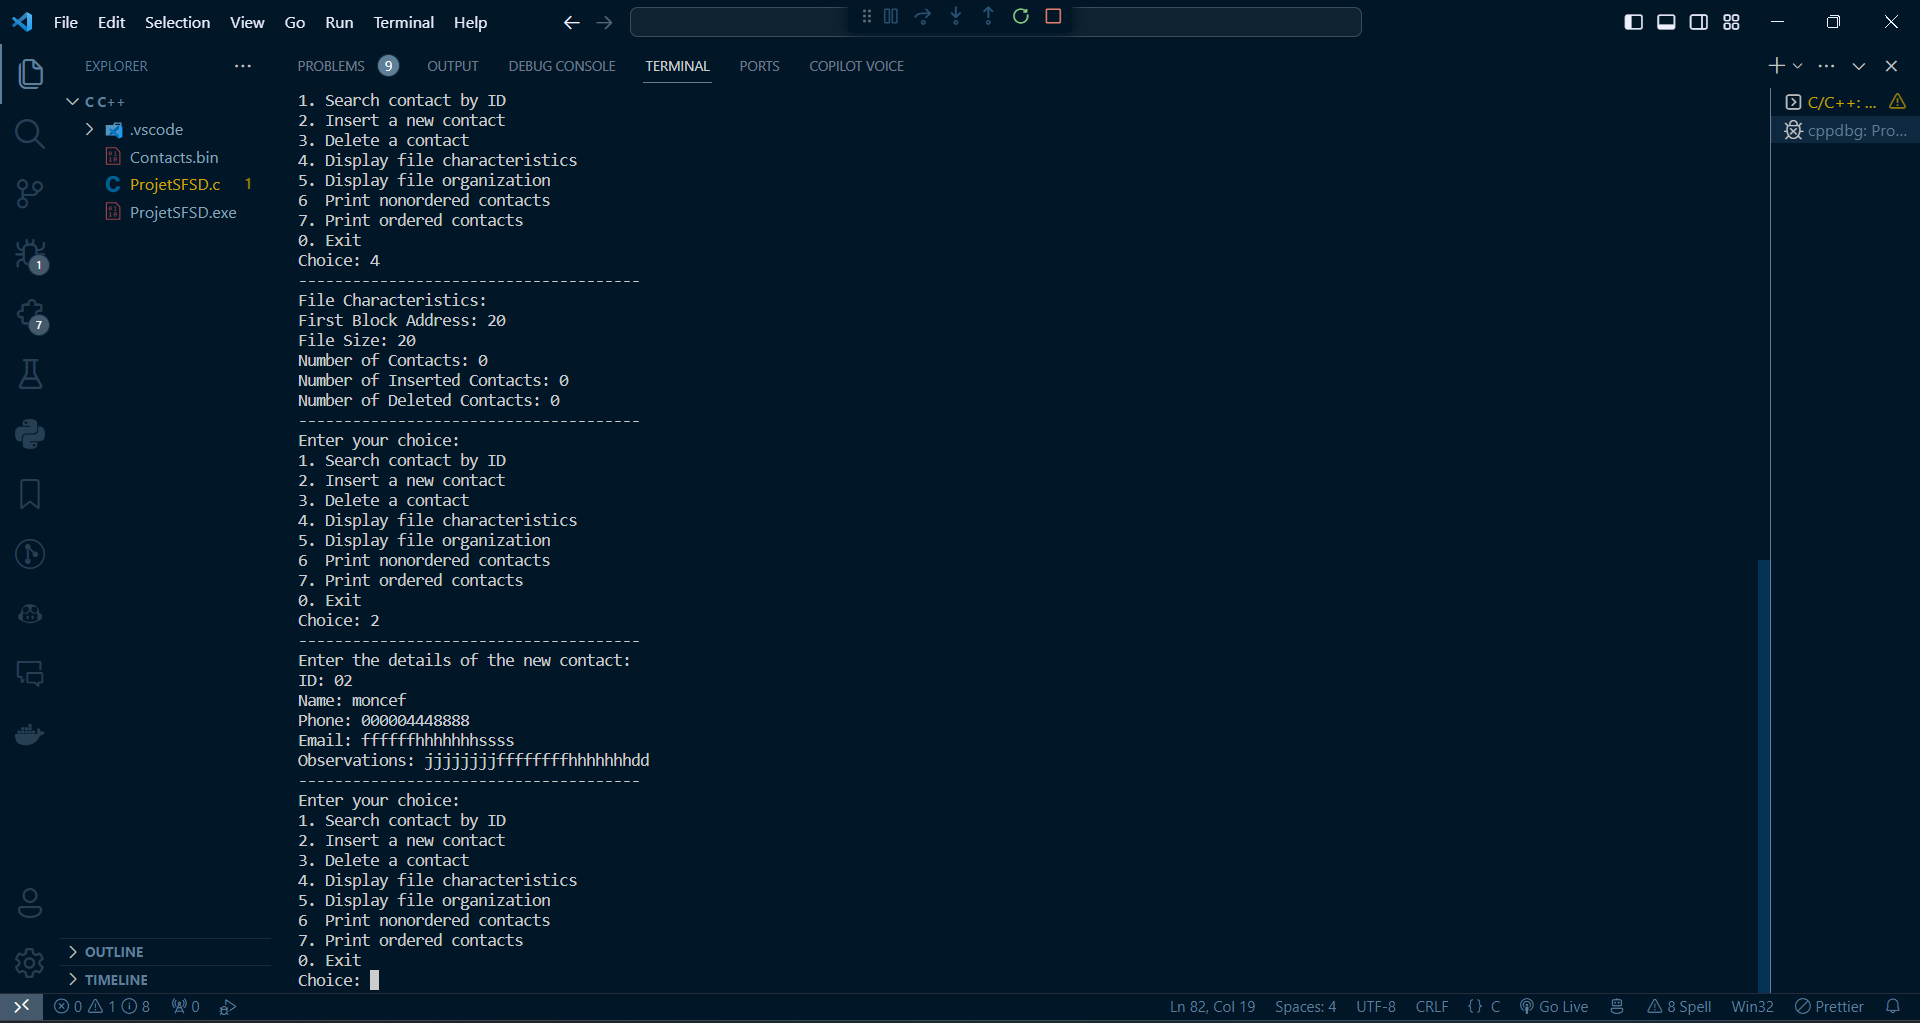 File Edit Selection View Go Run Terminal Help
EXPLORER
C C++
.vscode
Contacts.bin
ProjetSFSD.c 1
ProjetSFSD.exe
1
7
OUTLINE
TIMELINE
PROBLEMS 9 OUTPUT DEBUG CONSOLE TERMINAL PORTS COPILOT VOICE
1. Search contact by ID
2. Insert a new contact
3. Delete a contact
4. Display file characteristics
5. Display file organization
6 Print nonordered contacts
7. Print ordered contacts
0. Exit
Choice: 4
--------------------------------------
File Characteristics:
First Block Address: 20
File Size: 20
Number of Contacts: 0
Number of Inserted Contacts: 0
Number of Deleted Contacts: 0
--------------------------------------
Enter your choice:
1. Search contact by ID
2. Insert a new contact
3. Delete a contact
4. Display file characteristics
5. Display file organization
6 Print nonordered contacts
7. Print ordered contacts
0. Exit
Choice: 2
--------------------------------------
Enter the details of the new contact:
ID: 02
Name: moncef
Phone: 000004448888
Email: ffffffhhhhhhhssss
Observations: jjjjjjjjffffffffhhhhhhhdd
--------------------------------------
Enter your choice:
1. Search contact by ID
2. Insert a new contact
3. Delete a contact
4. Display file characteristics
5. Display file organization
6 Print nonordered contacts
7. Print ordered contacts
0. Exit
Choice:
C/C++: ...
cppdbg: Pro...
0 1 8 0 Ln 82, Col 19 Spaces: 4 UTF-8 CRLF {} C Go Live 8 Spell Win32 Prettier